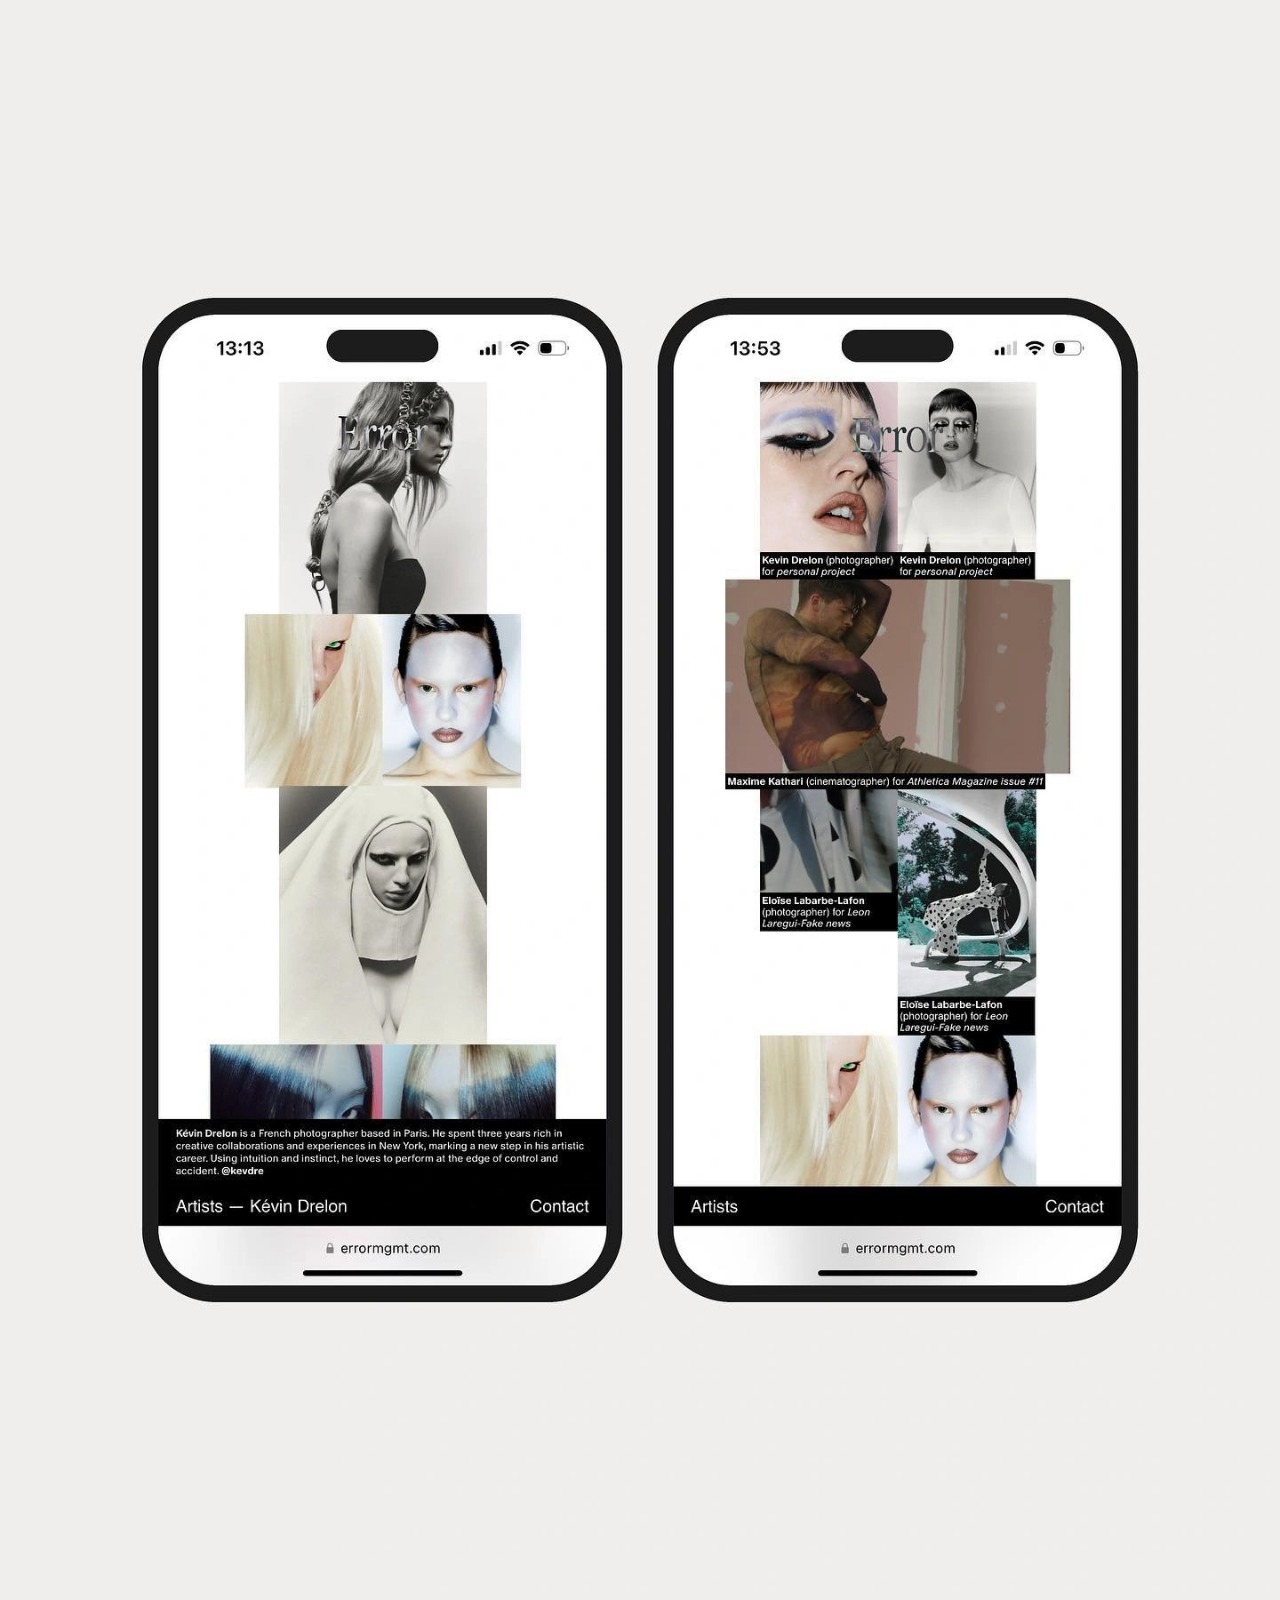 13:13
Error
Kévin Drelon is a French photographer based in Paris. He spent three years rich in
creative collaborations and experiences in New York, marking a new step in his artistic
career. Using intuition and instinct, he loves to perform at the edge of control and
accident. @kevdre
Artists — Kévin Drelon
Contact
errormgmt.com
13:53
Error
Kevin Drelon (photographer)
for personal project
Kevin Drelon (photographer)
for personal project
Maxime Kathari (cinematographer) for Athletica Magazine issue #11
Eloïse Labarbe-Lafon
(photographer) for Leon
Laregui-Fake news
Eloïse Labarbe-Lafon
(photographer) for Leon
Laregui-Fake news
Artists
Contact
errormgmt.com